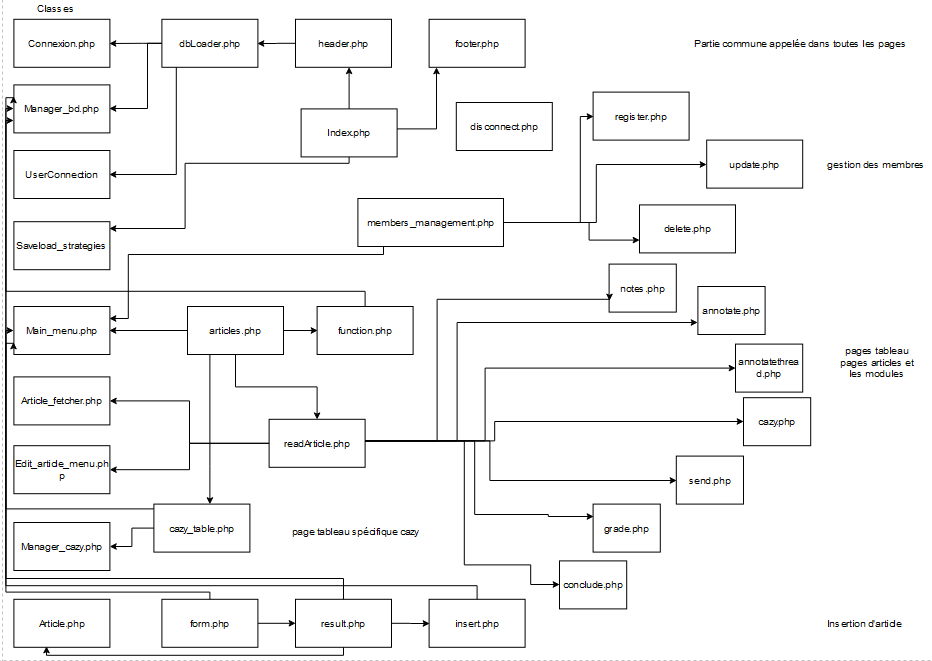 Classes
Connexion.php
dbLoader.php
header.php
footer.php
Partie commune appelée dans toutes les pages
Manager_bd.php
Index.php
disconnect.php
register.php
UserConnection
update.php
gestion des membres
Saveload_strategies
members_management.php
delete.php
notes.php
Main_menu.php
articles.php
function.php
annotate.php
annotatethrea
d.php
pages tableau
pages articles et
les modules
Article_fetcher.php
readArticle.php
cazy.php
Edit_article_menu.ph
p
send.php
cazy_table.php
page tableau spécifique cazy
grade.php
Manager_cazy.php
conclude.php
Article.php
form.php
result.php
insert.php
Insertion d'article